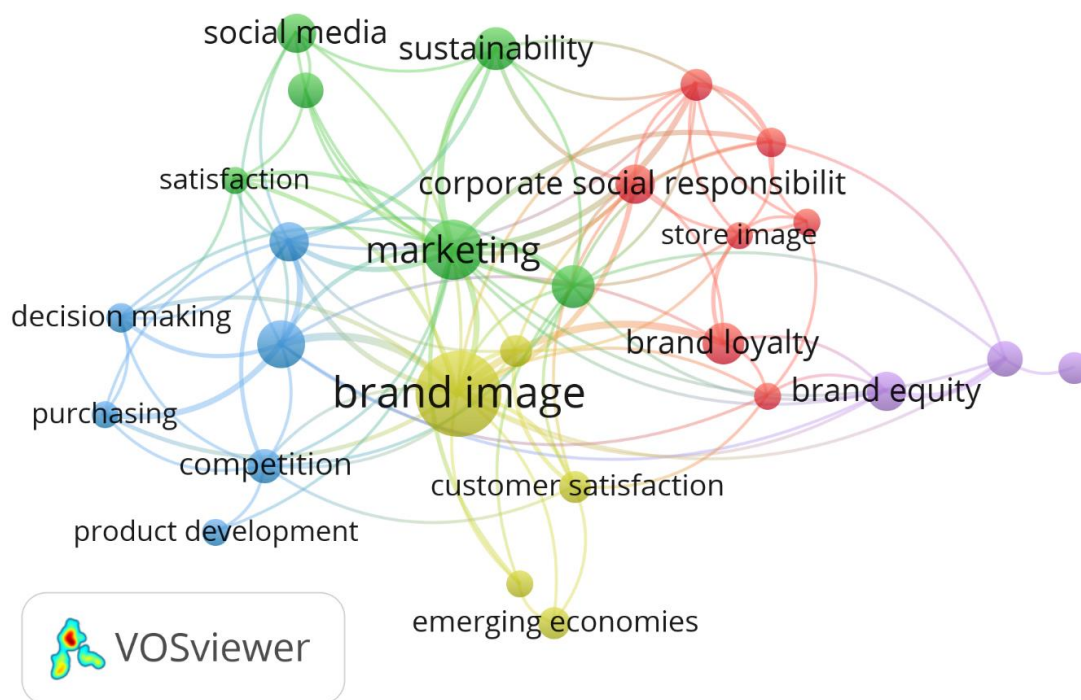 social media
sustainability
satisfaction
corporate social responsibilit
marketing
store image
decision making
brand loyalty
brand image
brand equity
purchasing
competition
customer satisfaction
product development
emerging economies
VOSviewer